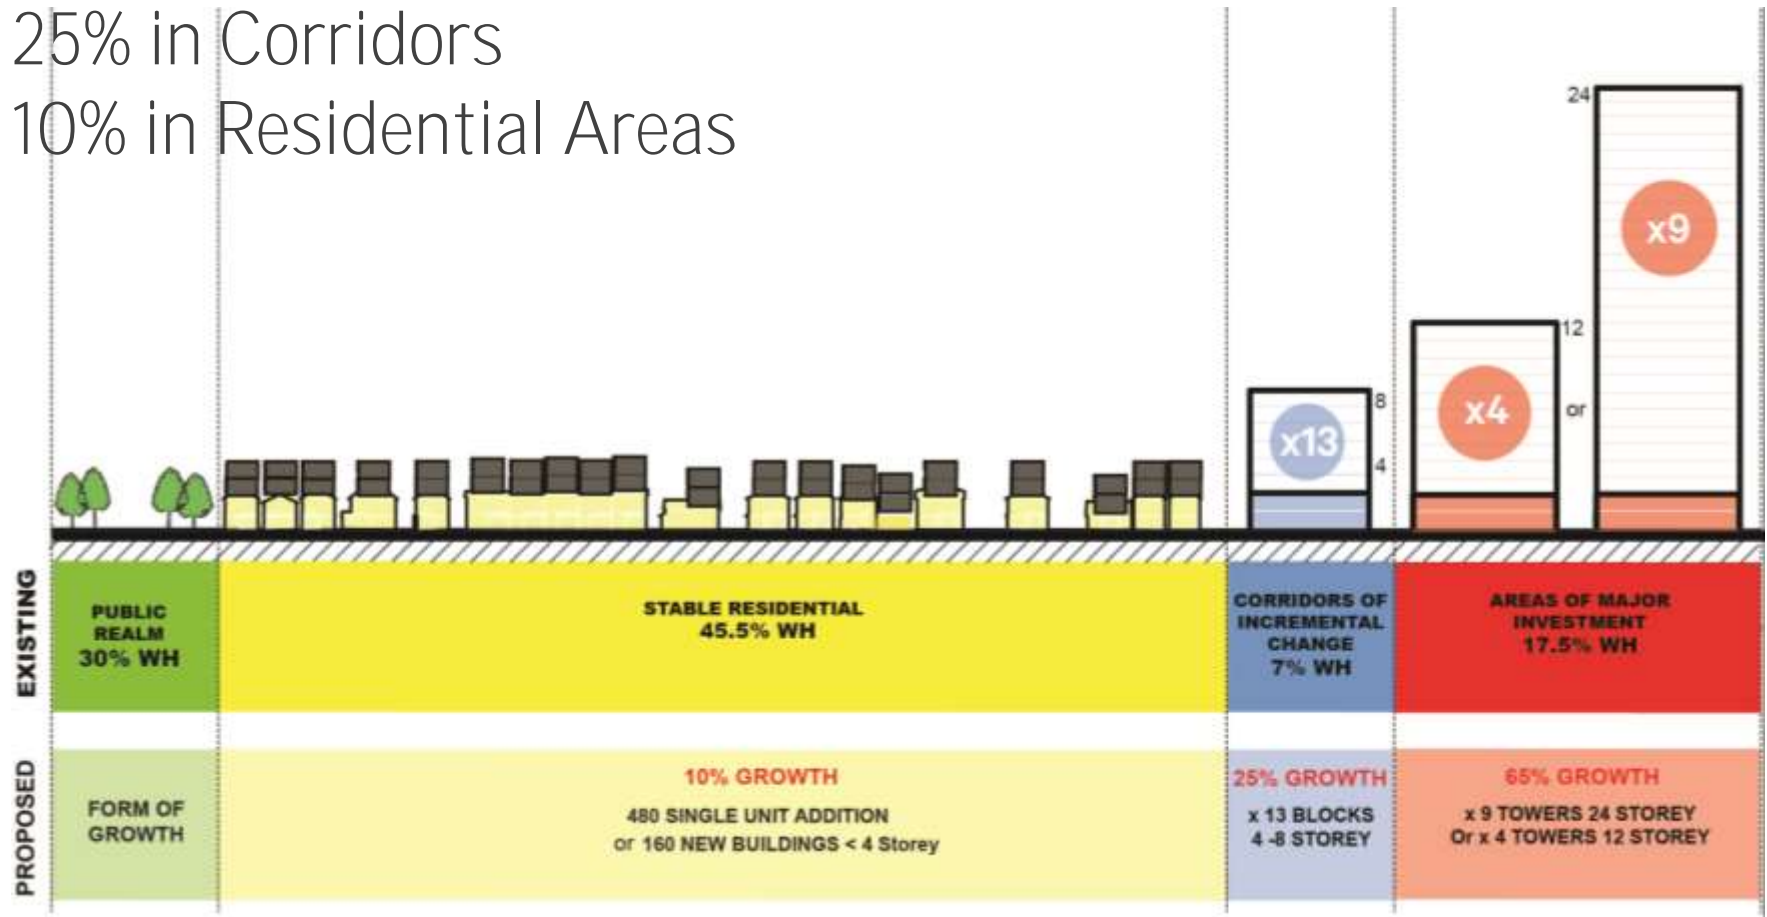 25% in Corridors
10% in Residential Areas
24
x9
12
x4
or
8
x13
4
EXISTING
PUBLIC
REALM
30% WH
STABLE RESIDENTIAL
45.5% WH
CORRIDORS OF
INCREMENTAL
CHANGE
7% WH
AREAS OF MAJOR
INVESTMENT
17.5% WH
PROPOSED
FORM OF
GROWTH
10% GROWTH
480 SINGLE UNIT ADDITION
or 160 NEW BUILDINGS < 4 Storey
25% GROWTH
x 13 BLOCKS
4 -8 STOREY
65% GROWTH
x 9 TOWERS 24 STOREY
Or x 4 TOWERS 12 STOREY